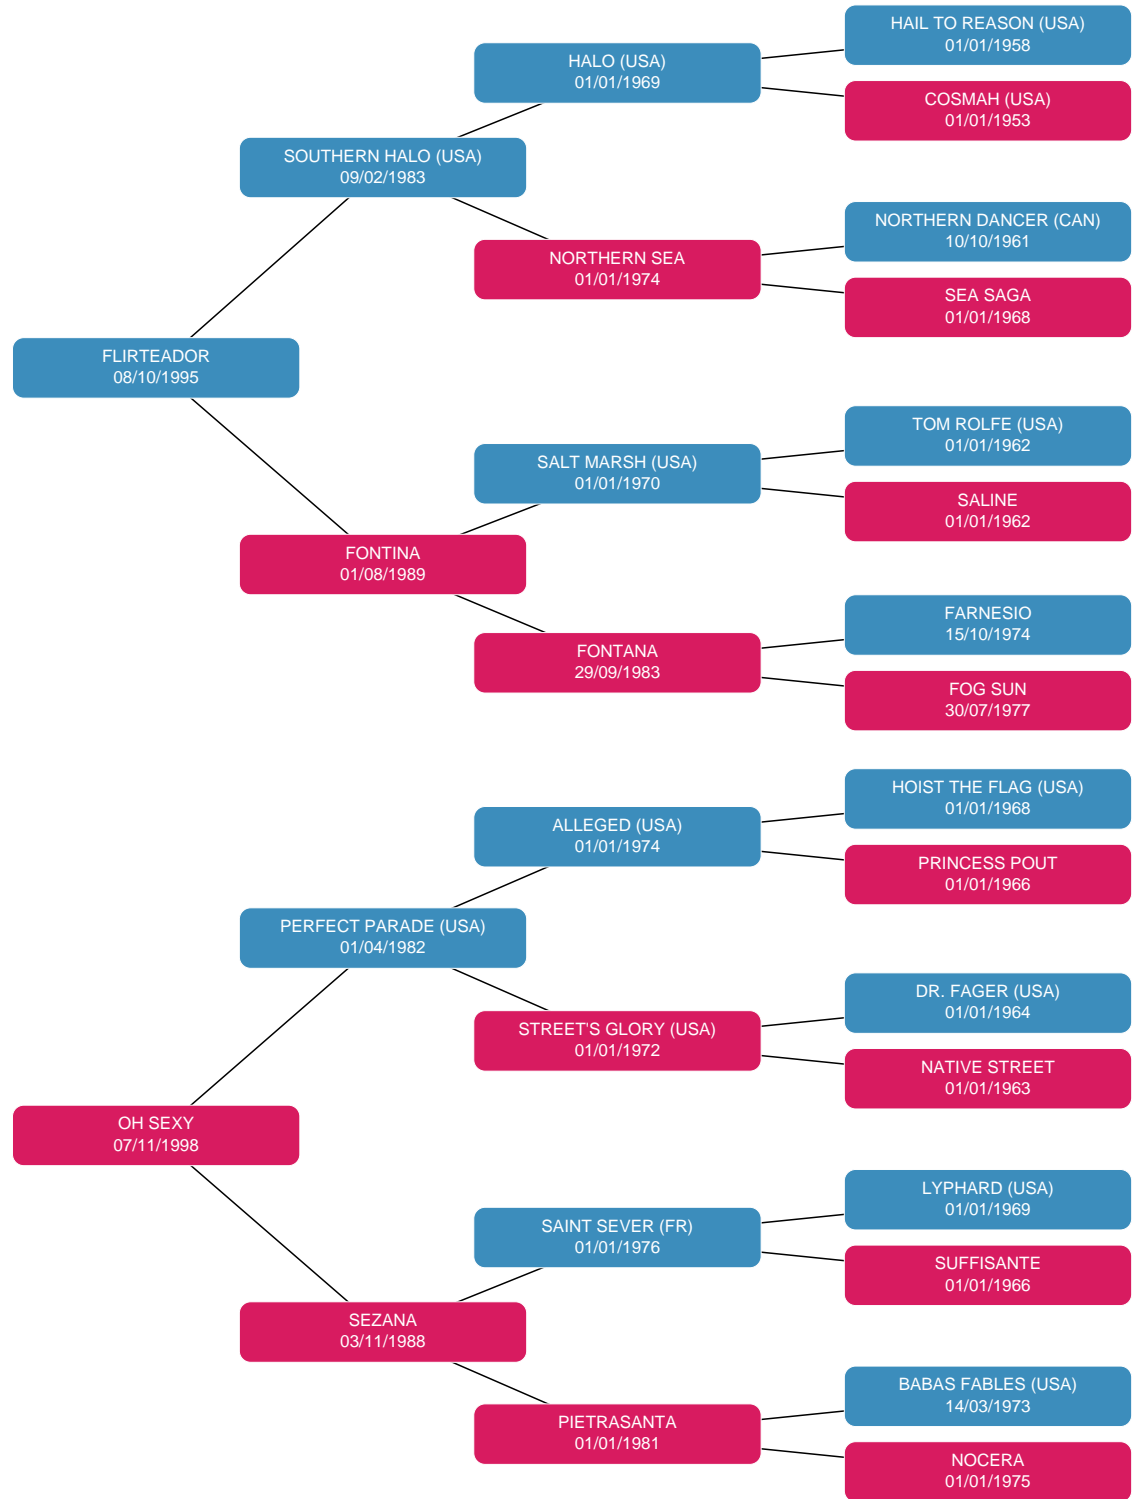 HAIL TO REASON (USA)
01/01/1958
HALO (USA)
01/01/1969
COSMAH (USA)
01/01/1953
SOUTHERN HALO (USA)
09/02/1983
NORTHERN DANCER (CAN)
10/10/1961
NORTHERN SEA
01/01/1974
SEA SAGA
01/01/1968
FLIRTEADOR
08/10/1995
TOM ROLFE (USA)
01/01/1962
SALT MARSH (USA)
01/01/1970
SALINE
01/01/1962
FONTINA
01/08/1989
FARNESIO
15/10/1974
FONTANA
29/09/1983
FOG SUN
30/07/1977
HOIST THE FLAG (USA)
01/01/1968
ALLEGED (USA)
01/01/1974
PRINCESS POUT
01/01/1966
PERFECT PARADE (USA)
01/04/1982
DR. FAGER (USA)
01/01/1964
STREET'S GLORY (USA)
01/01/1972
NATIVE STREET
01/01/1963
OH SEXY
07/11/1998
LYPHARD (USA)
01/01/1969
SAINT SEVER (FR)
01/01/1976
SUFFISANTE
01/01/1966
SEZANA
03/11/1988
BABAS FABLES (USA)
14/03/1973
PIETRASANTA
01/01/1981
NOCERA
01/01/1975